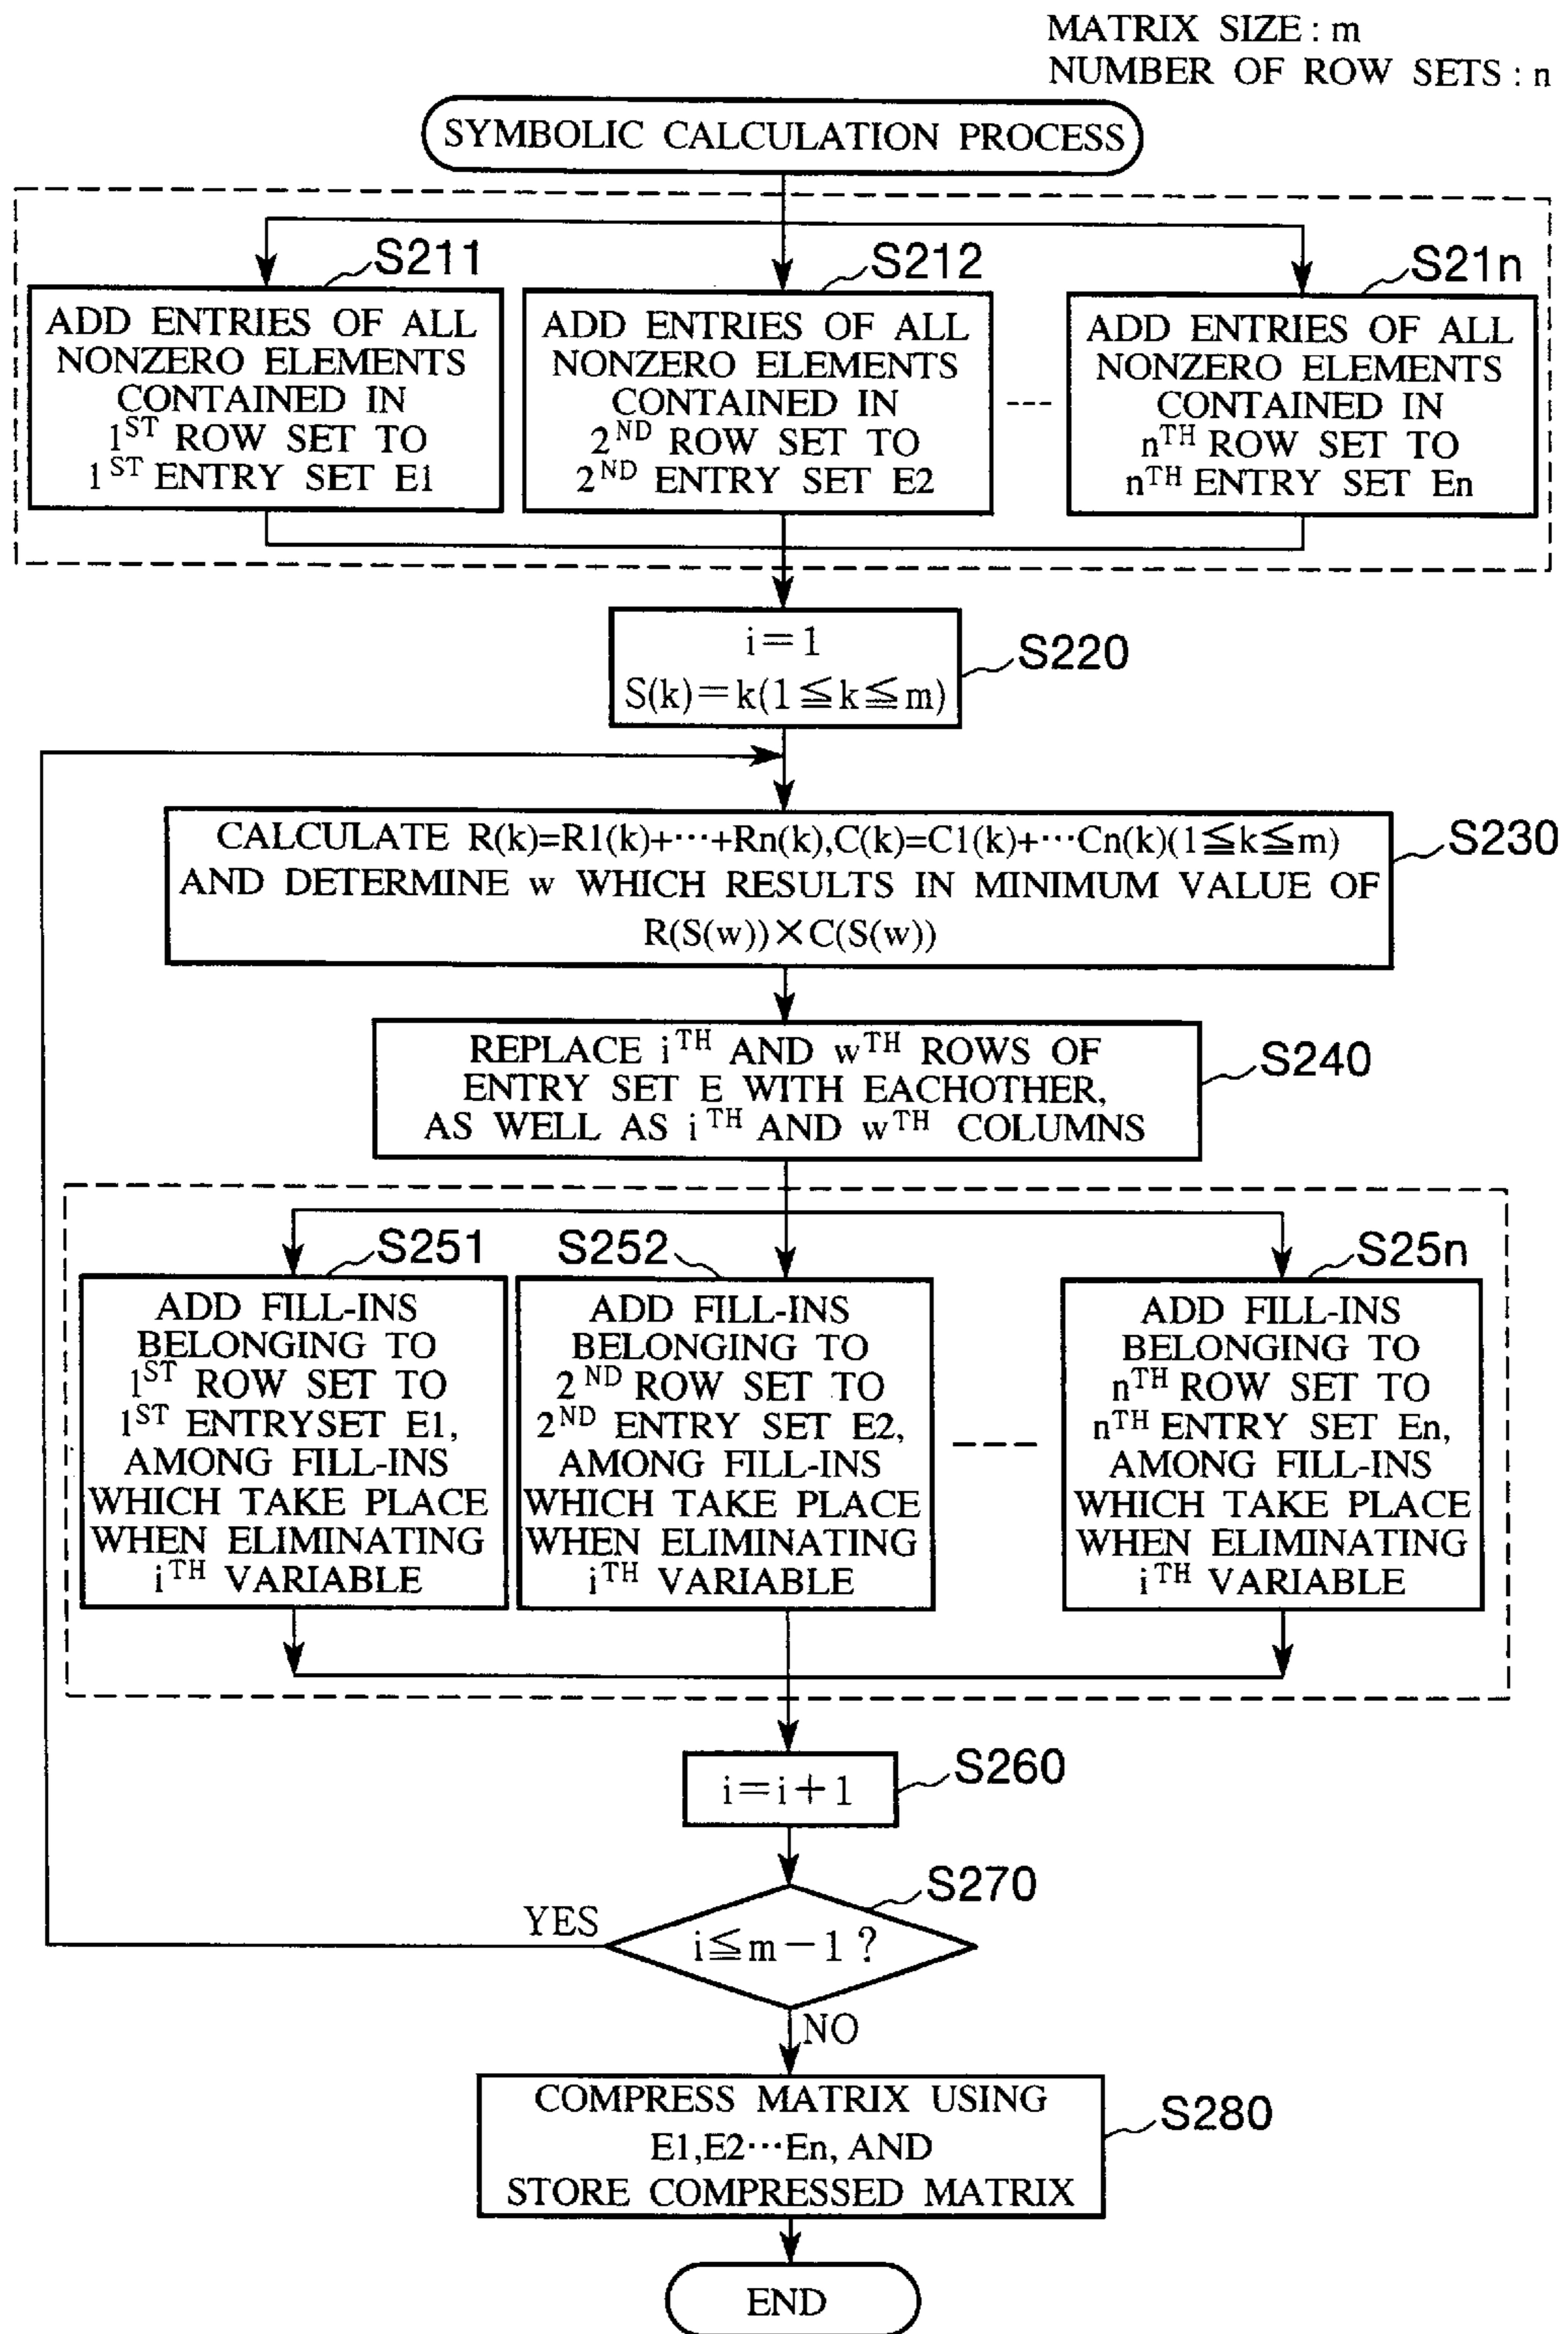 MATRIX SIZE : m
NUMBER OF ROW SETS : n
SYMBOLIC CALCULATION PROCESS
S211
ADD ENTRIES OF ALL
NONZERO ELEMENTS
CONTAINED IN
1ST ROW SET TO
1ST ENTRY SET E1
S212
ADD ENTRIES OF ALL
NONZERO ELEMENTS
CONTAINED IN
2ND ROW SET TO
2ND ENTRY SET E2
S21n
ADD ENTRIES OF ALL
NONZERO ELEMENTS
CONTAINED IN
nTH ROW SET TO
nTH ENTRY SET En
i=1
S(k)=k(1≦k≦m)
S220
CALCULATE R(k)=R1(k)+···+Rn(k),C(k)=C1(k)+···Cn(k)(1≦k≦m)
AND DETERMINE w WHICH RESULTS IN MINIMUM VALUE OF
R(S(w))×C(S(w))
S230
REPLACE iTH AND wTH ROWS OF
ENTRY SET E WITH EACHOTHER,
AS WELL AS iTH AND wTH COLUMNS
S240
S251
ADD FILL-INS
BELONGING TO
1ST ROW SET TO
1ST ENTRYSET E1,
AMONG FILL-INS
WHICH TAKE PLACE
WHEN ELIMINATING
iTH VARIABLE
S252
ADD FILL-INS
BELONGING TO
2ND ROW SET TO
2ND ENTRY SET E2,
AMONG FILL-INS
WHICH TAKE PLACE
WHEN ELIMINATING
iTH VARIABLE
S25n
ADD FILL-INS
BELONGING TO
nTH ROW SET TO
nTH ENTRY SET En,
AMONG FILL-INS
WHICH TAKE PLACE
WHEN ELIMINATING
iTH VARIABLE
i=i+1
S260
S270
YES
i≦m−1 ?
NO
COMPRESS MATRIX USING
E1,E2···En, AND
STORE COMPRESSED MATRIX
S280
END